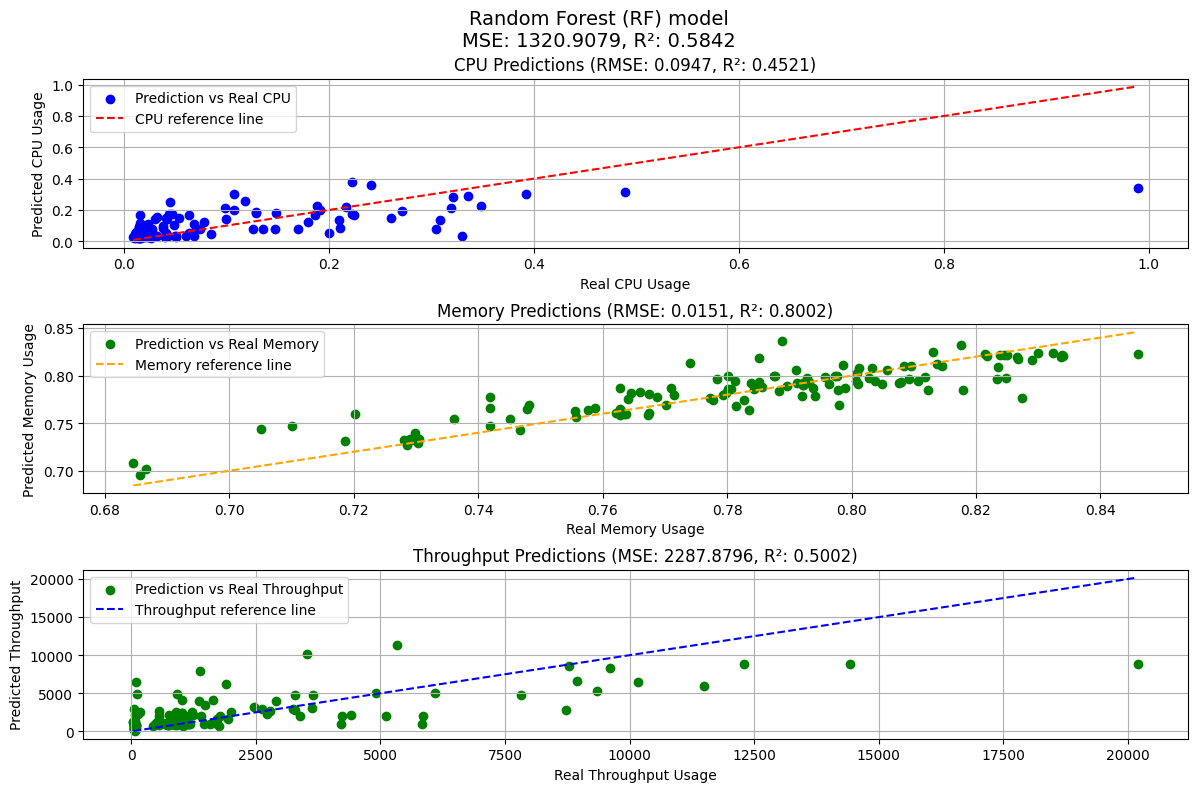 Random Forest (RF) model
MSE: 1320.9079, R²: 0.5842
CPU Predictions (RMSE: 0.0947, R²: 0.4521)
Predicted CPU Usage
1.0
0.8
0.6
0.4
0.2
0.0
Prediction vs Real CPU
CPU reference line
0.0 0.2 0.4 0.6 0.8 1.0
Real CPU Usage
Memory Predictions (RMSE: 0.0151, R²: 0.8002)
Predicted Memory Usage
0.85
0.80
0.75
0.70
Prediction vs Real Memory
Memory reference line
0.68 0.70 0.72 0.74 0.76 0.78 0.80 0.82 0.84
Real Memory Usage
Throughput Predictions (MSE: 2287.8796, R²: 0.5002)
Predicted Throughput
20000
15000
10000
5000
0
Prediction vs Real Throughput
Throughput reference line
0 2500 5000 7500 10000 12500 15000 17500 20000
Real Throughput Usage